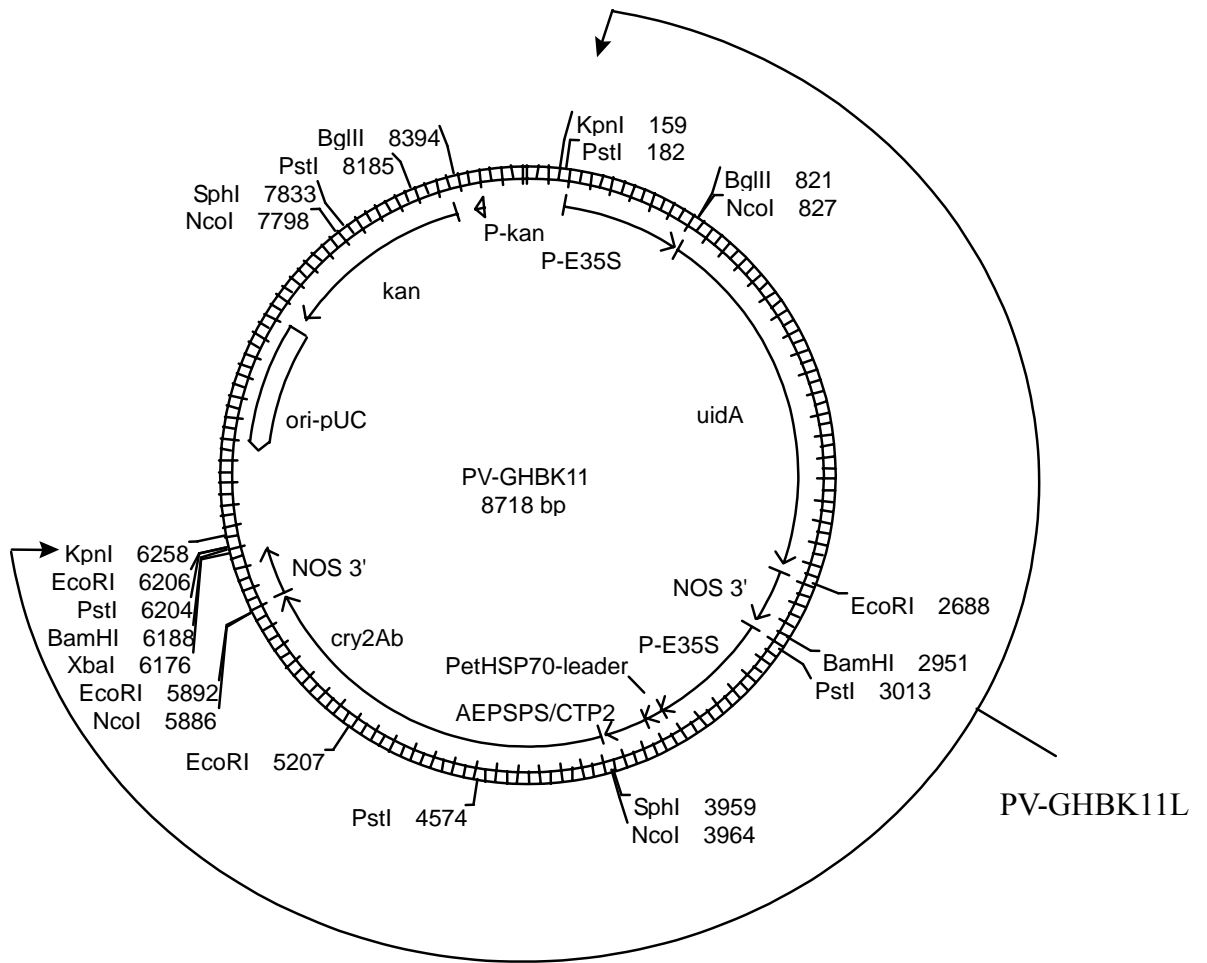 KpnI 159
PstI 182
BglII 8394
PstI 8185
SphI 7833
NcoI 7798
BglII 821
NcoI 827
P-kan
P-E35S
kan
ori-pUC
uidA
PV-GHBK11
8718 bp
KpnI 6258
EcoRI 6206
PstI 6204
BamHI 6188
XbaI 6176
EcoRI 5892
NcoI 5886
NOS 3'
cry2Ab
NOS 3'
EcoRI 2688
P-E35S
BamHI 2951
PstI 3013
PetHSP70-leader
AEPSPS/CTP2
EcoRI 5207
PstI 4574
SphI 3959
NcoI 3964
PV-GHBK11L